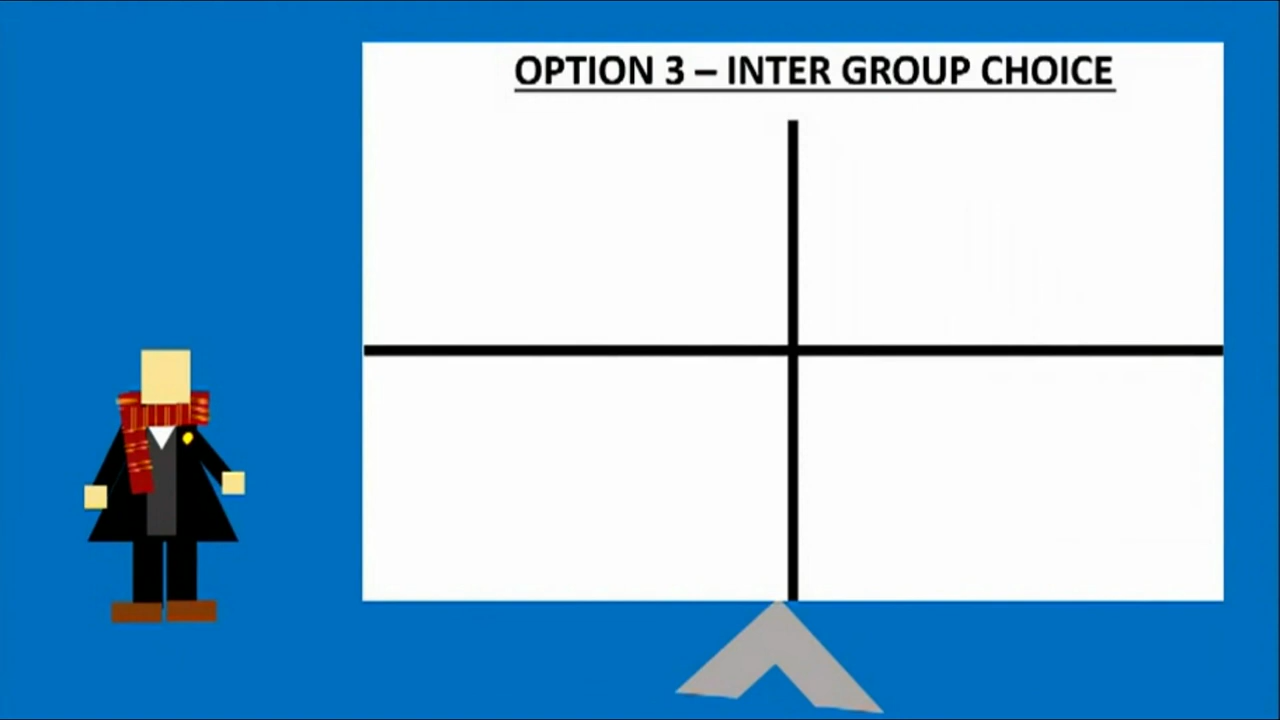 OPTION 3 – INTER GROUP CHOICE